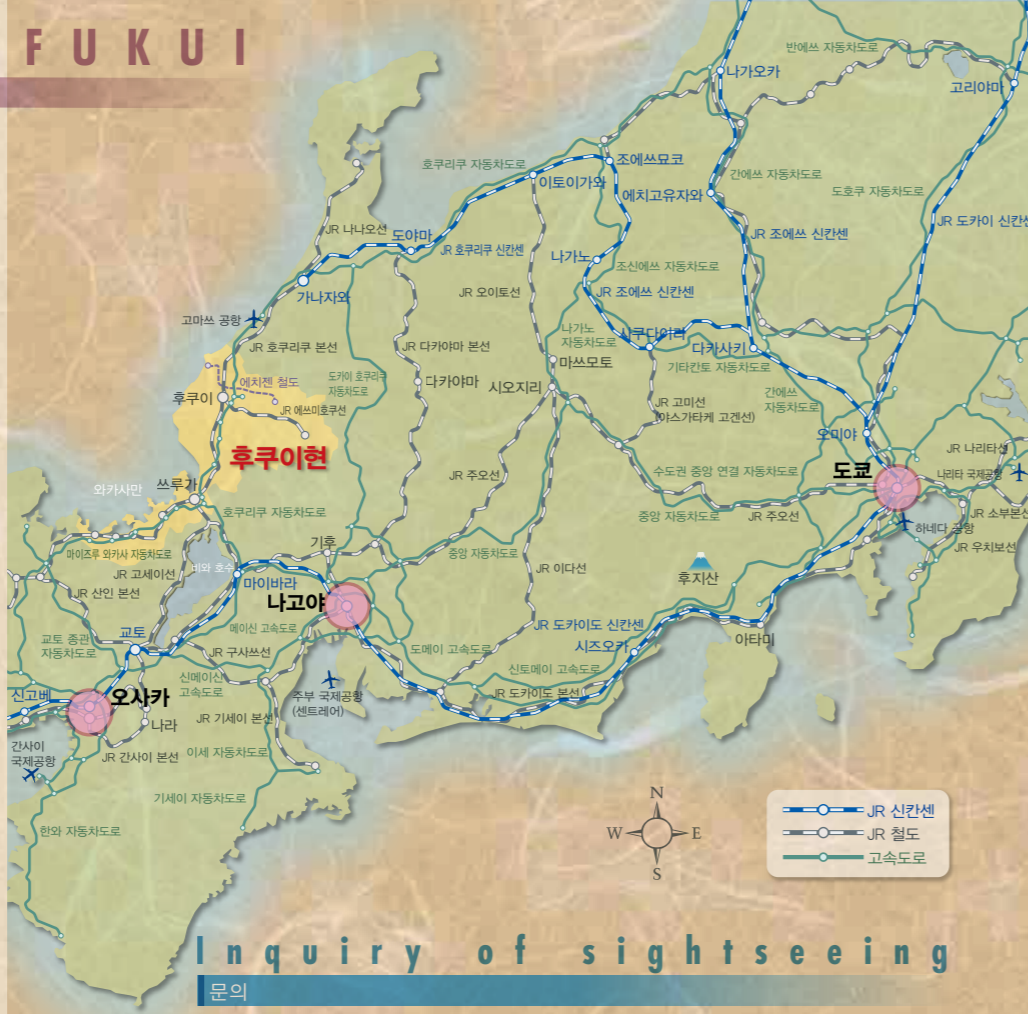 FUKUI
반에쓰 자동차도로
나가오카
고리야마
호쿠리쿠 자동차도로
조에쓰묘코
이토이가와
에치고유자와
간에쓰 자동차도로
도호쿠 자동차도로
JR 나나오선
도야마
JR 호쿠리쿠 신칸센
JR 조에쓰 신칸센
JR 도카이 신칸센
나가노
조신에쓰 자동차도로
가나자와
JR 오이토선
JR 조에쓰 신칸센
고마쓰 공항
나가노
자동차도로
사쿠다이라
다카사키
JR 호쿠리쿠 본선
JR 다카야마 본선
마쓰모토
기타칸토 자동차도로
에치젠 철도
도카이 호쿠리쿠
자동차도로
다카야마
시오지리
후쿠이
JR 에쓰미호쿠선
JR 고미선
(야스가타케 고겐선)
간에쓰
자동차도로
오미야
후쿠이현
JR 주오선
수도권 중앙 연결 자동차도로
도쿄
JR 나리타선
나리타 국제공항
와카사만
쓰루가
호쿠리쿠 자동차도로
중앙 자동차도로
JR 주오선
JR 소부본선
하네다 공항
JR 우치보선
마이즈루 와카사 자동차도로
기후
중앙 자동차도로
JR 고세이선
비와 호수
마이바라
JR 이다선
후지산
JR 산인 본선
나고야
교토
메이신 고속도로
JR 도카이도 신칸센
아타미
교토 종관
자동차도로
JR 구사쓰선
도메이 고속도로
시즈오카
신메이신
고속도로
신토메이 고속도로
신고베
오사카
주부 국제공항
(센트레어)
JR 도카이도 본선
나라
JR 기세이 본선
간사이
국제공항
JR 간사이 본선
이세 자동차도로
기세이 자동차도로
한와 자동차도로
N
W
E
S
JR 신칸센
JR 철도
고속도로
Inquiry of sightseeing
문의